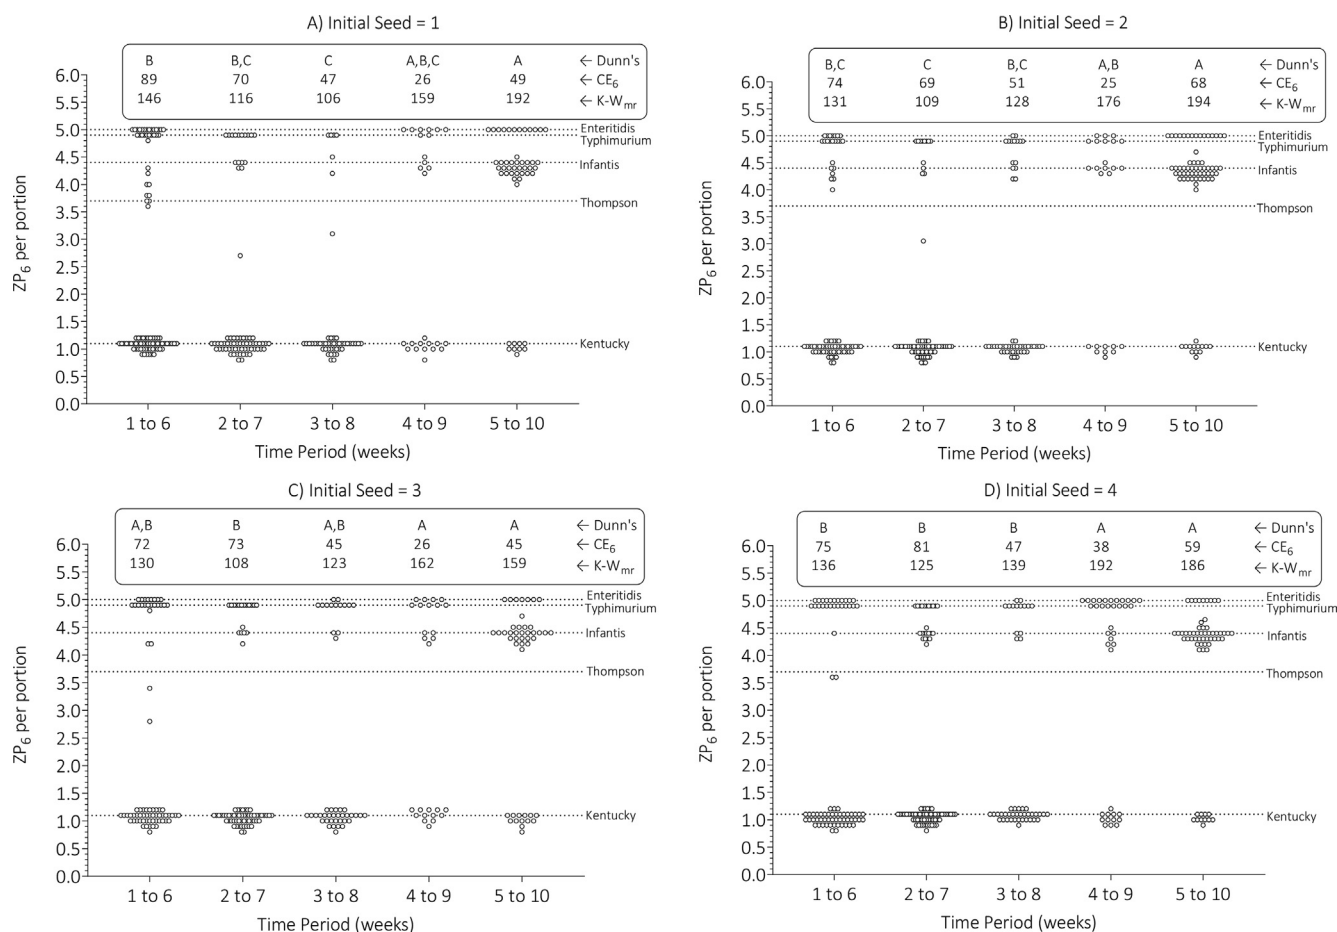 A) Initial Seed = 1
B B,C C A,B,C A ← Dunn's
89 70 47 26 49 ← CE6
146 116 106 159 192 ← K-Wmr
6.0
5.5
5.0
4.5
4.0
3.5
3.0
2.5
2.0
1.5
1.0
0.5
0.0
ZP6 per portion
Enteritidis
Typhimurium
Infantis
Thompson
Kentucky
1 to 6 2 to 7 3 to 8 4 to 9 5 to 10
Time Period (weeks)
B) Initial Seed = 2
B,C C B,C A,B A ← Dunn's
74 69 51 25 68 ← CE6
131 109 128 176 194 ← K-Wmr
6.0
5.5
5.0
4.5
4.0
3.5
3.0
2.5
2.0
1.5
1.0
0.5
0.0
ZP6 per portion
Enteritidis
Typhimurium
Infantis
Thompson
Kentucky
1 to 6 2 to 7 3 to 8 4 to 9 5 to 10
Time Period (weeks)
C) Initial Seed = 3
A,B B A,B A A ← Dunn's
72 73 45 26 45 ← CE6
130 108 123 162 159 ← K-Wmr
6.0
5.5
5.0
4.5
4.0
3.5
3.0
2.5
2.0
1.5
1.0
0.5
0.0
ZP6 per portion
Enteritidis
Typhimurium
Infantis
Thompson
Kentucky
1 to 6 2 to 7 3 to 8 4 to 9 5 to 10
Time Period (weeks)
D) Initial Seed = 4
B B B A A ← Dunn's
75 81 47 38 59 ← CE6
136 125 139 192 186 ← K-Wmr
6.0
5.5
5.0
4.5
4.0
3.5
3.0
2.5
2.0
1.5
1.0
0.5
0.0
ZP6 per portion
Enteritidis
Typhimurium
Infantis
Thompson
Kentucky
1 to 6 2 to 7 3 to 8 4 to 9 5 to 10
Time Period (weeks)